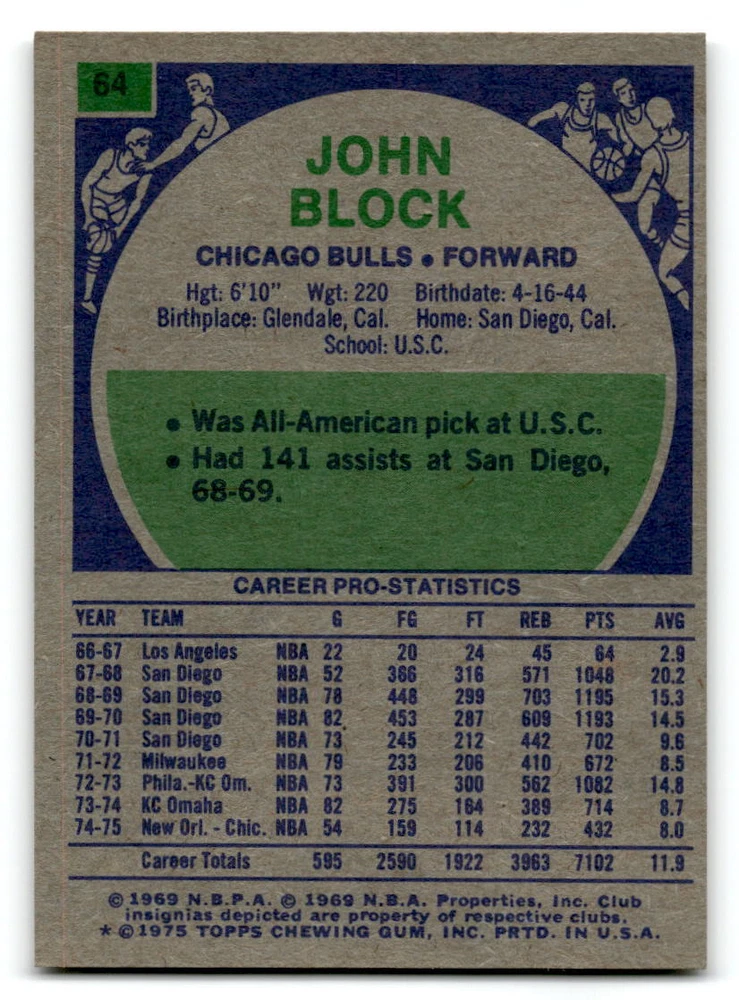 64
JOHN
BLOCK
CHICAGO BULLS • FORWARD
Hgt: 6'10" Wgt: 220 Birthdate: 4-16-44
Birthplace: Glendale, Cal. Home: San Diego, Cal.
School: U.S.C.
• Was All-American pick at U.S.C.
• Had 141 assists at San Diego,
68-69.
CAREER PRO-STATISTICS
YEAR TEAM G FG FT REB PTS AVG
66-67 Los Angeles NBA 22 20 24 45 64 2.9
67-68 San Diego NBA 52 366 316 571 1048 20.2
68-69 San Diego NBA 78 448 299 703 1195 15.3
69-70 San Diego NBA 82 453 287 609 1193 14.5
70-71 San Diego NBA 73 245 212 442 702 9.6
71-72 Milwaukee NBA 79 233 206 410 672 8.5
72-73 Phila.-KC Om. NBA 73 391 300 562 1082 14.8
73-74 KC Omaha NBA 82 275 164 389 714 8.7
74-75 New Orl. - Chic. NBA 54 159 114 232 432 8.0
Career Totals 595 2590 1922 3963 7102 11.9
© 1969 N.B.P.A. © 1969 N.B.A. Properties, Inc. Club
insignias depicted are property of respective clubs.
* © 1975 TOPPS CHEWING GUM, INC. PRTD. IN U.S.A.